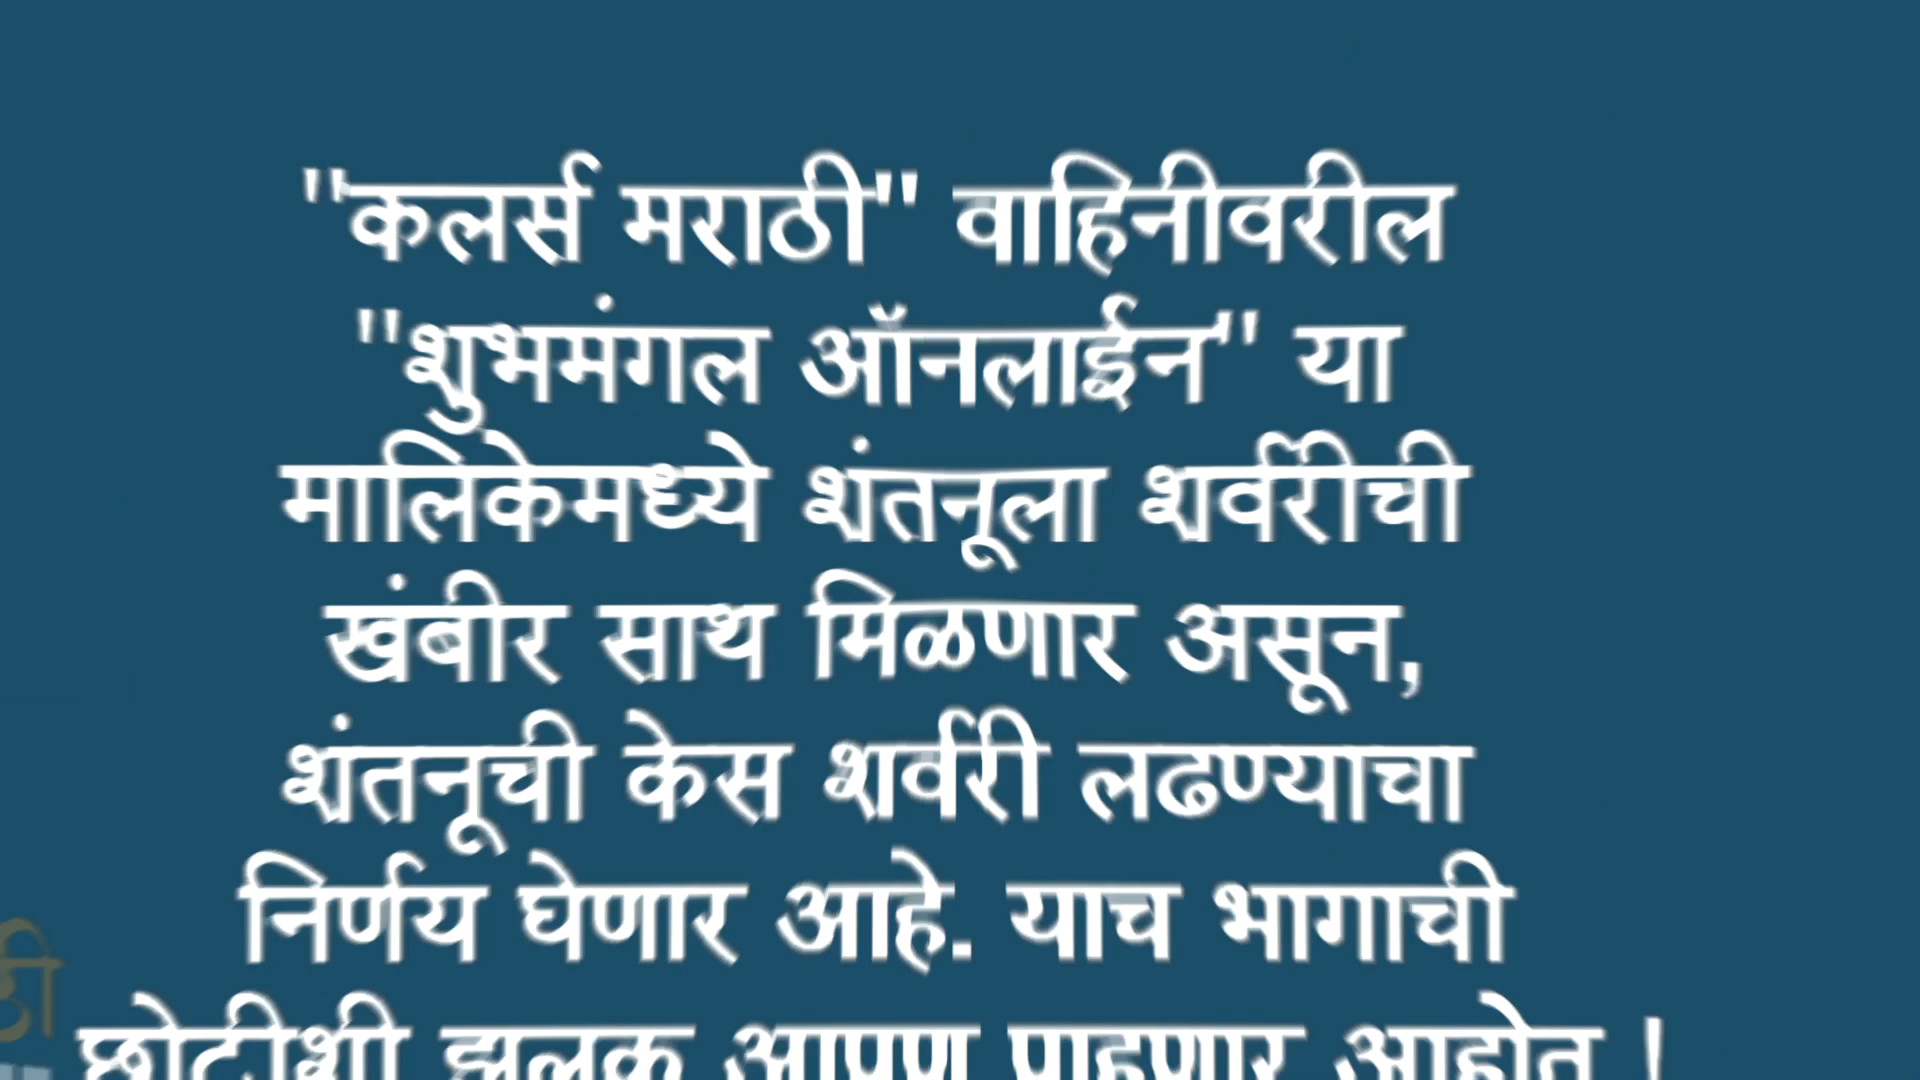 "कलर्स मराठी" वाहिनीवरील
"शुभमंगल ऑनलाईन" या
मालिकेमध्ये शंतनूला शर्वरीची
खंबीर साथ मिळणार असून,
शंतनूची केस शर्वरी लढण्याचा
निर्णय घेणार आहे. याच भागाची
छोटीशी झलक आपण पाहणार आहोत !